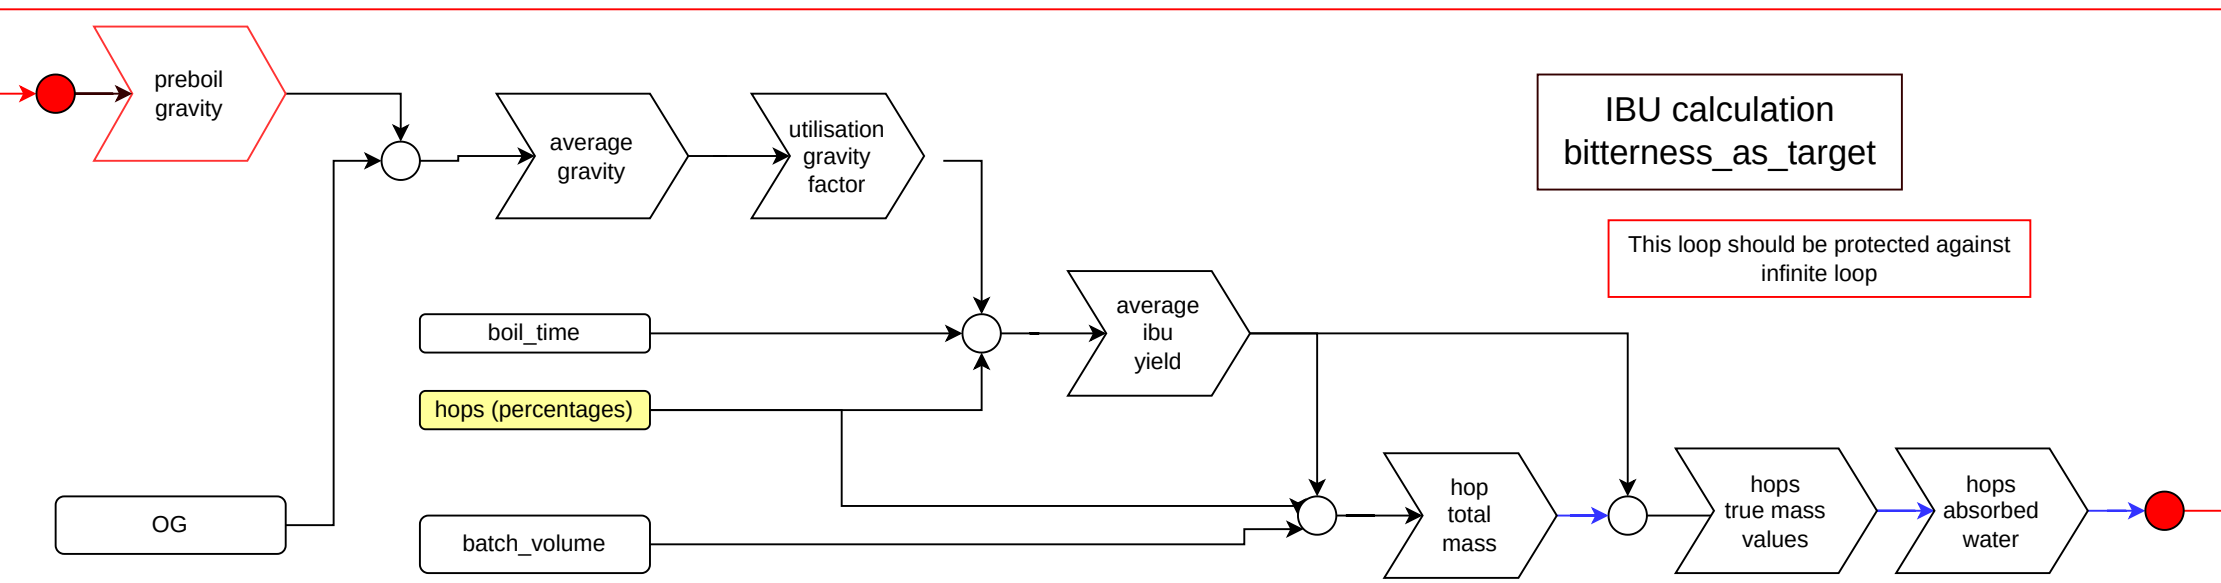 preboil
gravity
average
gravity
utilisation
gravity
factor
IBU calculation
bitterness_as_target
This loop should be protected against
infinite loop
boil_time
hops (percentages)
average
ibu
yield
OG
batch_volume
hop
total
mass
hops
true mass
values
hops
absorbed
water